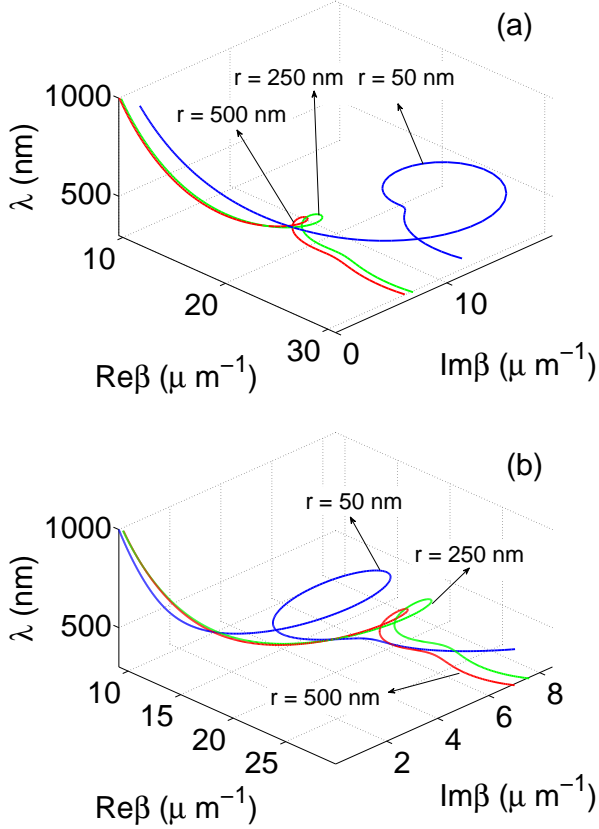 (a)
r = 250 nm
r = 50 nm
r = 500 nm
1000
500
λ (nm)
10
20
30
0
10
Reβ (μ m⁻¹)
Imβ (μ m⁻¹)
(b)
r = 50 nm
r = 250 nm
r = 500 nm
1000
500
λ (nm)
10
15
20
25
2
4
6
8
Reβ (μ m⁻¹)
Imβ (μ m⁻¹)